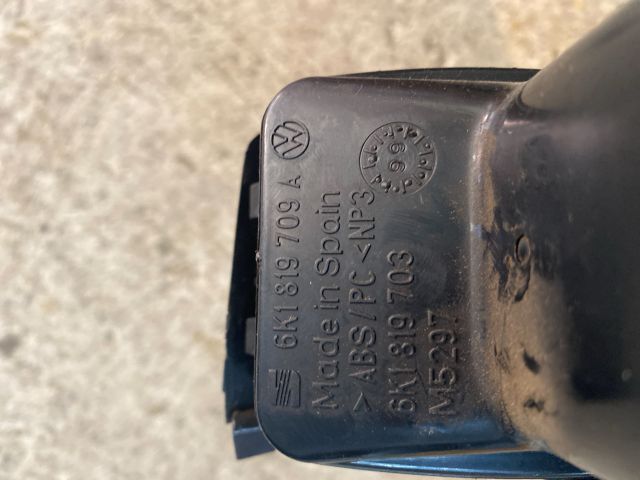 6K1 819 709 A
Made in Spain
>ABS/PC <NP3
6K1 819 703
M5297
99